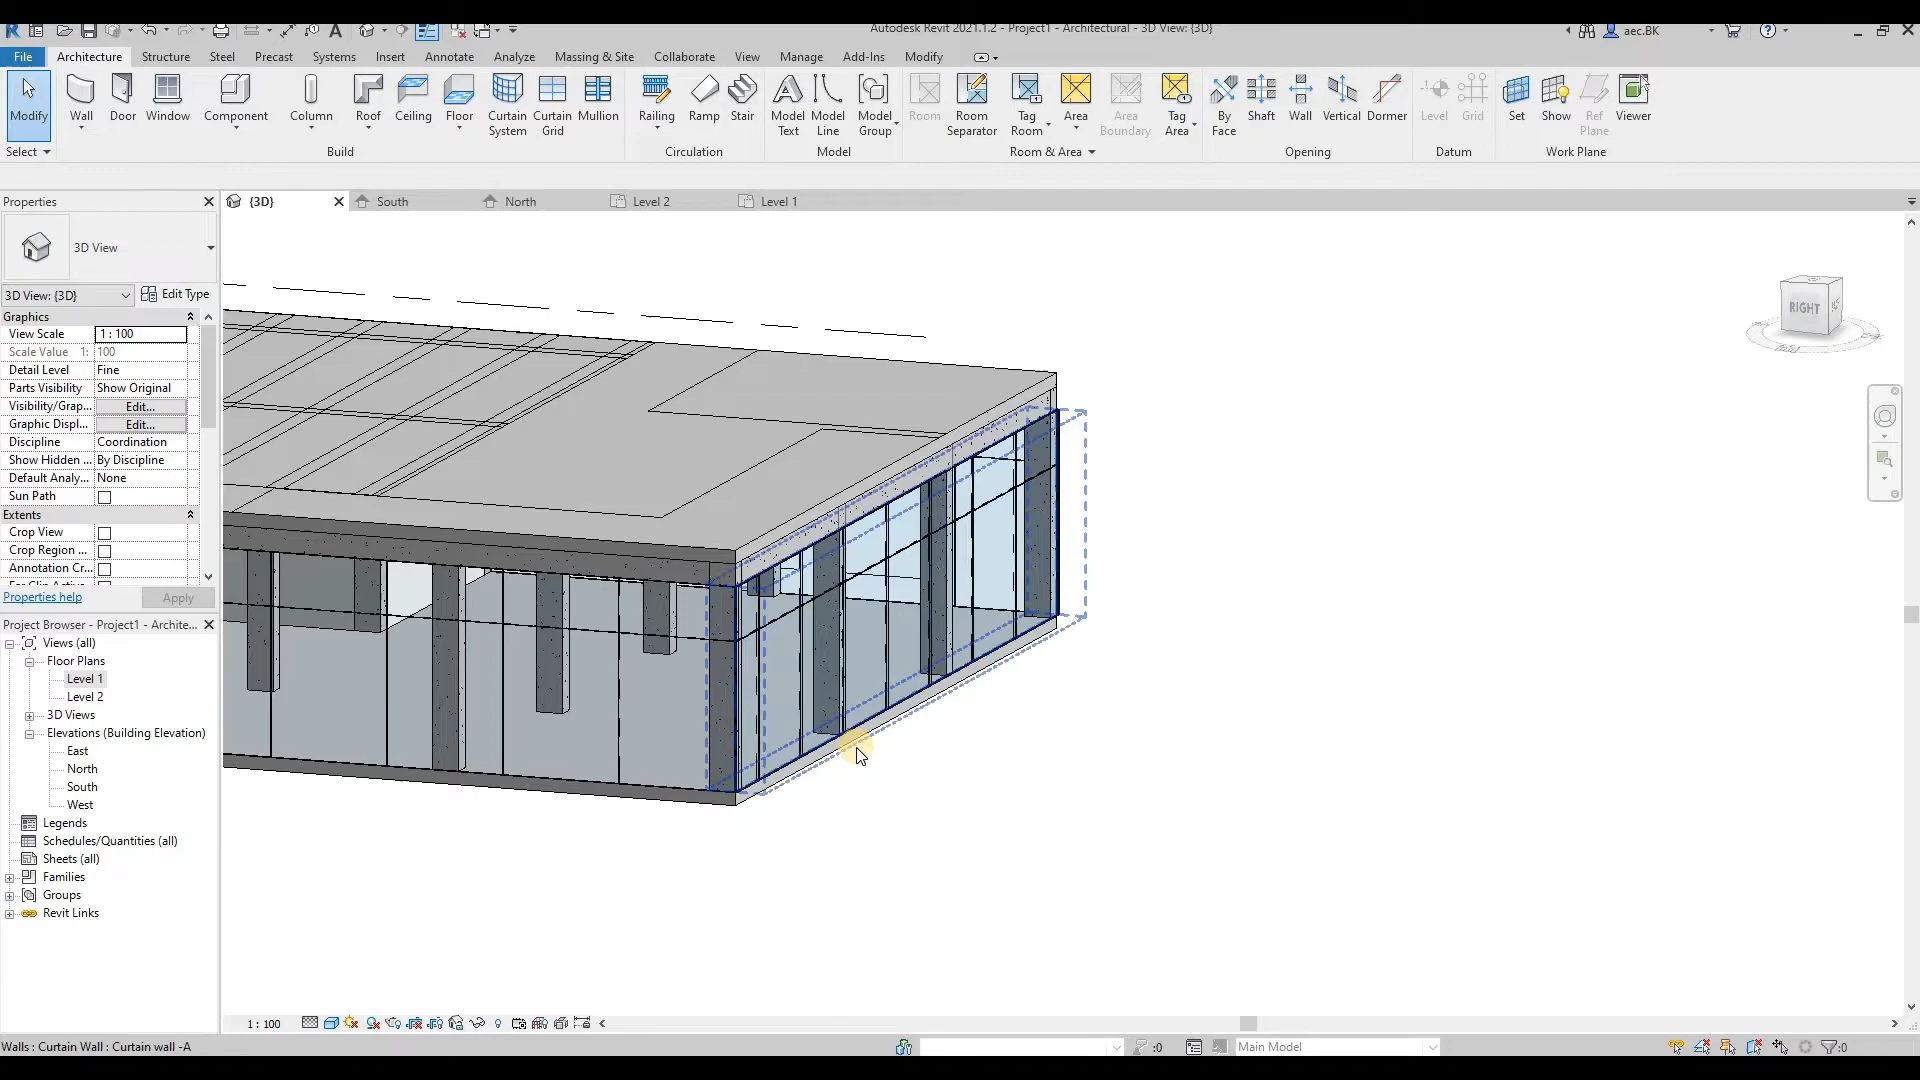 Autodesk Revit 2021.1.2 - Project1 - Architectural - 3D View: {3D}
aec.BK
File Architecture Structure Steel Precast Systems Insert Annotate Analyze Massing & Site Collaborate View Manage Add-Ins Modify
Modify Wall Door Window Component Column Roof Ceiling Floor Curtain System Curtain Grid Mullion Railing Ramp Stair Model Text Model Line Model Group Room Room Separator Tag Room Area Area Boundary Tag Area By Face Shaft Wall Vertical Dormer Level Grid Set Show Ref Plane Viewer
Select Build Circulation Model Room & Area Opening Datum Work Plane
Properties
{3D} South North Level 2 Level 1
3D View
3D View: {3D} Edit Type
Graphics
View Scale 1 : 100
Scale Value 1: 100
Detail Level Fine
Parts Visibility Show Original
Visibility/Grap... Edit...
Graphic Displ... Edit...
Discipline Coordination
Show Hidden ... By Discipline
Default Analy... None
Sun Path
Extents
Crop View
Crop Region ...
Annotation Cr...
Properties help Apply
Project Browser - Project1 - Archite...
Views (all)
Floor Plans
Level 1
Level 2
3D Views
Elevations (Building Elevation)
East
North
South
West
Legends
Schedules/Quantities (all)
Sheets (all)
Families
Groups
Revit Links
RIGHT
1 : 100
Walls : Curtain Wall : Curtain wall -A
:0
Main Model
:0